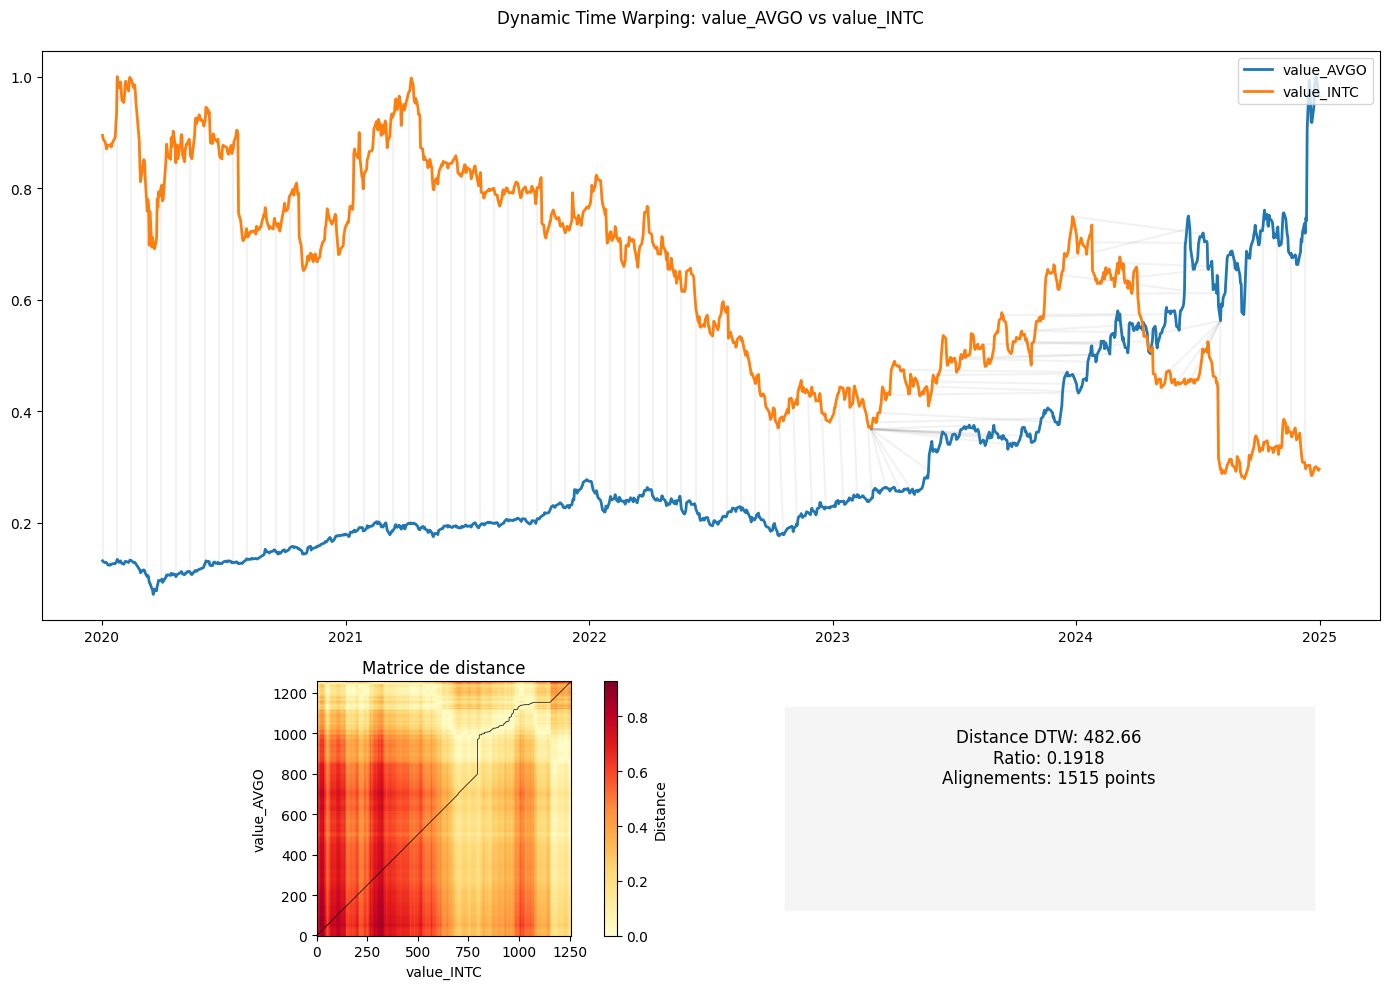 Dynamic Time Warping: value_AVGO vs value_INTC
value_AVGO
value_INTC
1.0
0.8
0.6
0.4
0.2
2020 2021 2022 2023 2024 2025
Matrice de distance
1200
1000
800
600
400
200
0
value_AVGO
0 250 500 750 1000 1250
value_INTC
0.8
0.6
0.4
0.2
0.0
Distance
Distance DTW: 482.66
Ratio: 0.1918
Alignements: 1515 points